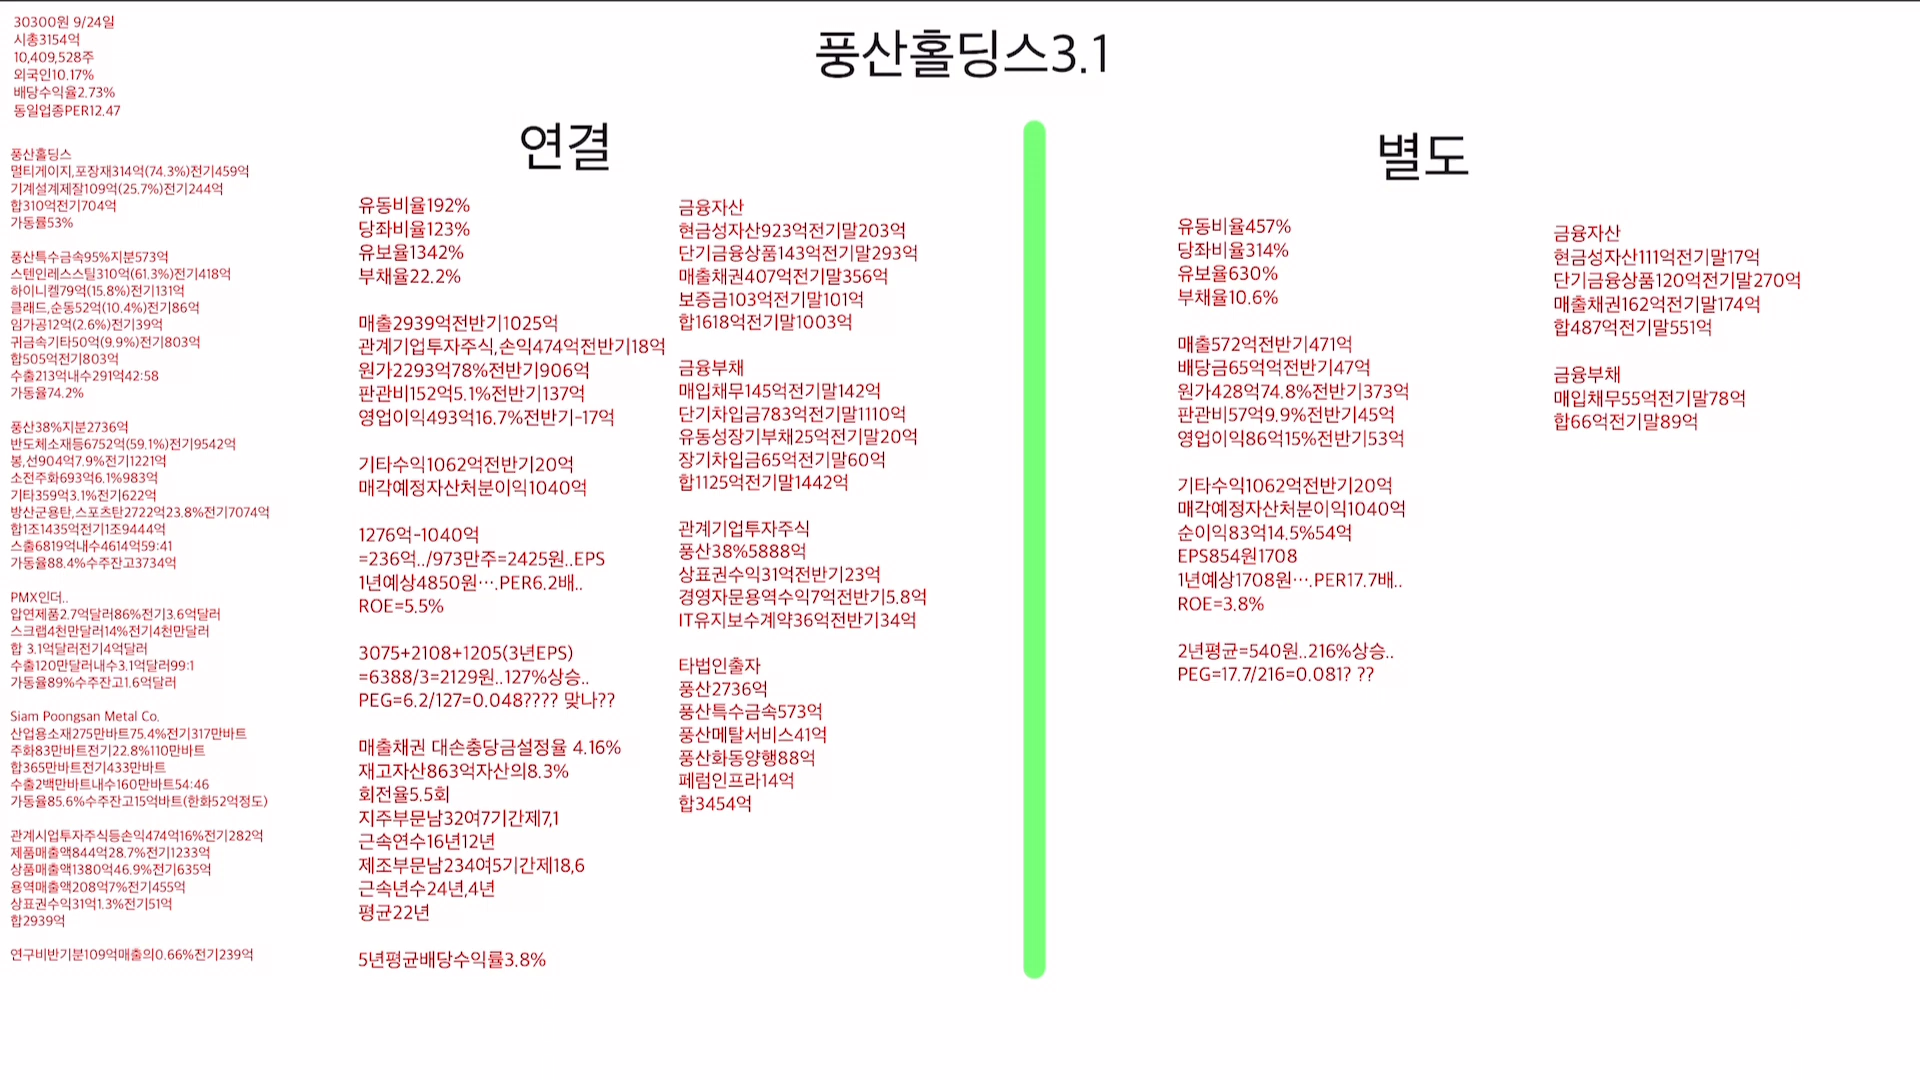 풍산홀딩스3.1
30300원 9/24일
시총3154억
10,409,528주
외국인10.17%
배당수익율2.73%
동일업종PER12.47
풍산홀딩스
멀티게이지,포장재314억(74.3%)전기459억
기계설계제잘109억(25.7%)전기244억
합310억전기704억
가동률53%
풍산특수금속95%지분573억
스텐인레스스틸310억(61.3%)전기418억
하이니켈79억(15.8%)전기131억
클래드,순동52억(10.4%)전기86억
임가공12억(2.6%)전기39억
귀금속기타50억(9.9%)전기803억
합505억전기803억
수출213억내수291억42:58
가동율74.2%
풍산38%지분2736억
반도체소재등6752억(59.1%)전기9542억
봉,선904억7.9%전기1221억
소전주화693억6.1%983억
기타359억3.1%전기622억
방산군용탄,스포츠탄2722억23.8%전기7074억
합1조1435억전기1조9444억
스출6819억내수4614억59:41
가동율88.4%수주잔고3734억
PMX인더..
압연제품2.7억달러86%전기3.6억달러
스크랩4천만달러14%전기4천만달러
합 3.1억달러전기4억달러
수출120만달러내수3.1억달러99:1
가동율89%수주잔고1.6억달러
Siam Poongsan Metal Co.
산업용소재275만바트75.4%전기317만바트
주화83만바트전기22.8%110만바트
합365만바트전기433만바트
수출2백만바트내수160만바트54:46
가동율85.6%수주잔고15억바트(한화52억정도)
관계시업투자주식등손익474억16%전기282억
제품매출액844억28.7%전기1233억
상품매출액1380억46.9%전기635억
용역매출액208억7%전기455억
상표권수익31억1.3%전기51억
합2939억
연구비반기분109억매출의0.66%전기239억
연결
유동비율192%
당좌비율123%
유보율1342%
부채율22.2%
매출2939억전반기1025억
관계기업투자주식,손익474억전반기18억
원가2293억78%전반기906억
판관비152억5.1%전반기137억
영업이익493억16.7%전반기-17억
기타수익1062억전반기20억
매각예정자산처분이익1040억
1276억-1040억
=236억../973만주=2425원..EPS
1년예상4850원….PER6.2배..
ROE=5.5%
3075+2108+1205(3년EPS)
=6388/3=2129원..127%상승..
PEG=6.2/127=0.048???? 맞나??
매출채권 대손충당금설정율 4.16%
재고자산863억자산의8.3%
회전율5.5회
지주부문남32여7기간제7,1
근속연수16년12년
제조부문남234여5기간제18,6
근속년수24년,4년
평균22년
5년평균배당수익률3.8%
금융자산
현금성자산923억전기말203억
단기금융상품143억전기말293억
매출채권407억전기말356억
보증금103억전기말101억
합1618억전기말1003억
금융부채
매입채무145억전기말142억
단기차입금783억전기말1110억
유동성장기부채25억전기말20억
장기차입금65억전기말60억
합1125억전기말1442억
관계기업투자주식
풍산38%5888억
상표권수익31억전반기23억
경영자문용역수익7억전반기5.8억
IT유지보수계약36억전반기34억
타법인출자
풍산2736억
풍산특수금속573억
풍산메탈서비스41억
풍산화동양행88억
페럼인프라14억
합3454억
별도
유동비율457%
당좌비율314%
유보율630%
부채율10.6%
매출572억전반기471억
배당금65억억전반기47억
원가428억74.8%전반기373억
판관비57억9.9%전반기45억
영업이익86억15%전반기53억
기타수익1062억전반기20억
매각예정자산처분이익1040억
순이익83억14.5%54억
EPS854원1708
1년예상1708원….PER17.7배..
ROE=3.8%
2년평균=540원..216%상승..
PEG=17.7/216=0.081? ??
금융자산
현금성자산111억전기말17억
단기금융상품120억전기말270억
매출채권162억전기말174억
합487억전기말551억
금융부채
매입채무55억전기말78억
합66억전기말89억